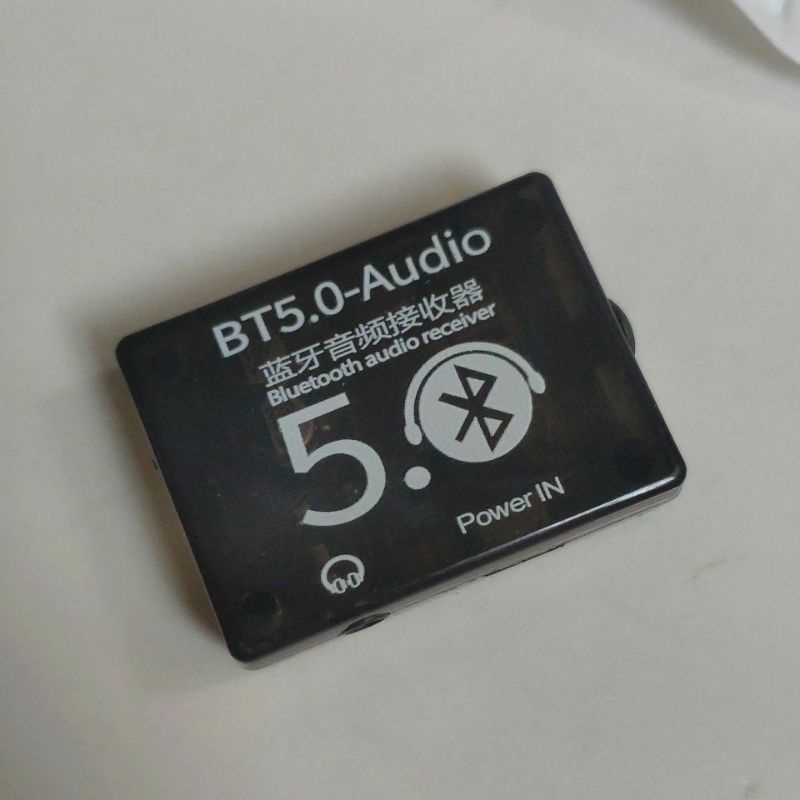 BT5.0-Audio
蓝牙音频接收器
Bluetooth audio receiver
5.0
Power IN